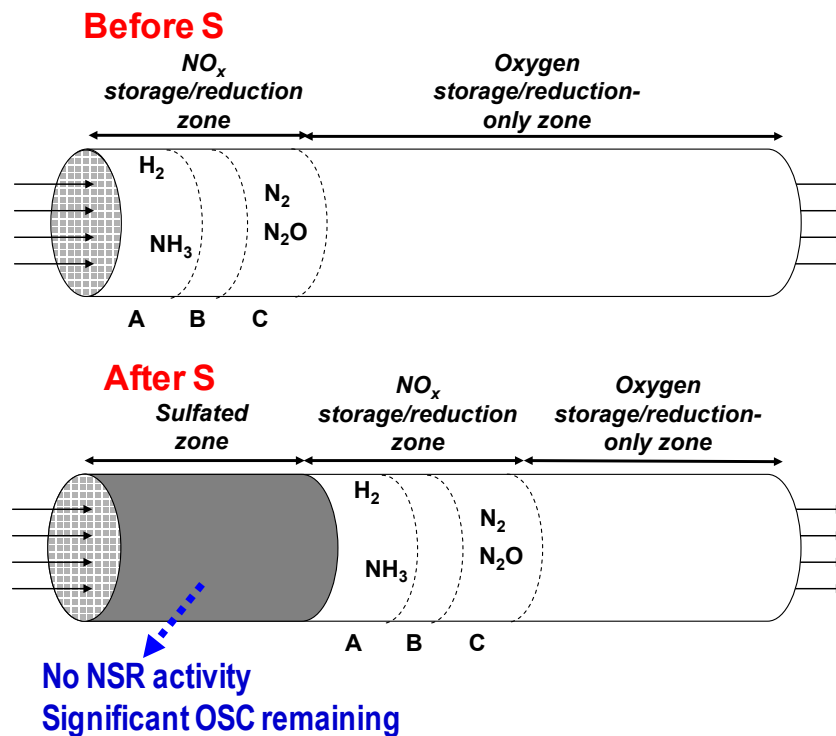 Before S
NOx
storage/reduction
zone
Oxygen
storage/reduction-
only zone
H2
NH3
N2
N2O
A B C
After S
Sulfated
zone
NOx
storage/reduction
zone
Oxygen
storage/reduction-
only zone
H2
NH3
N2
N2O
A B C
No NSR activity
Significant OSC remaining